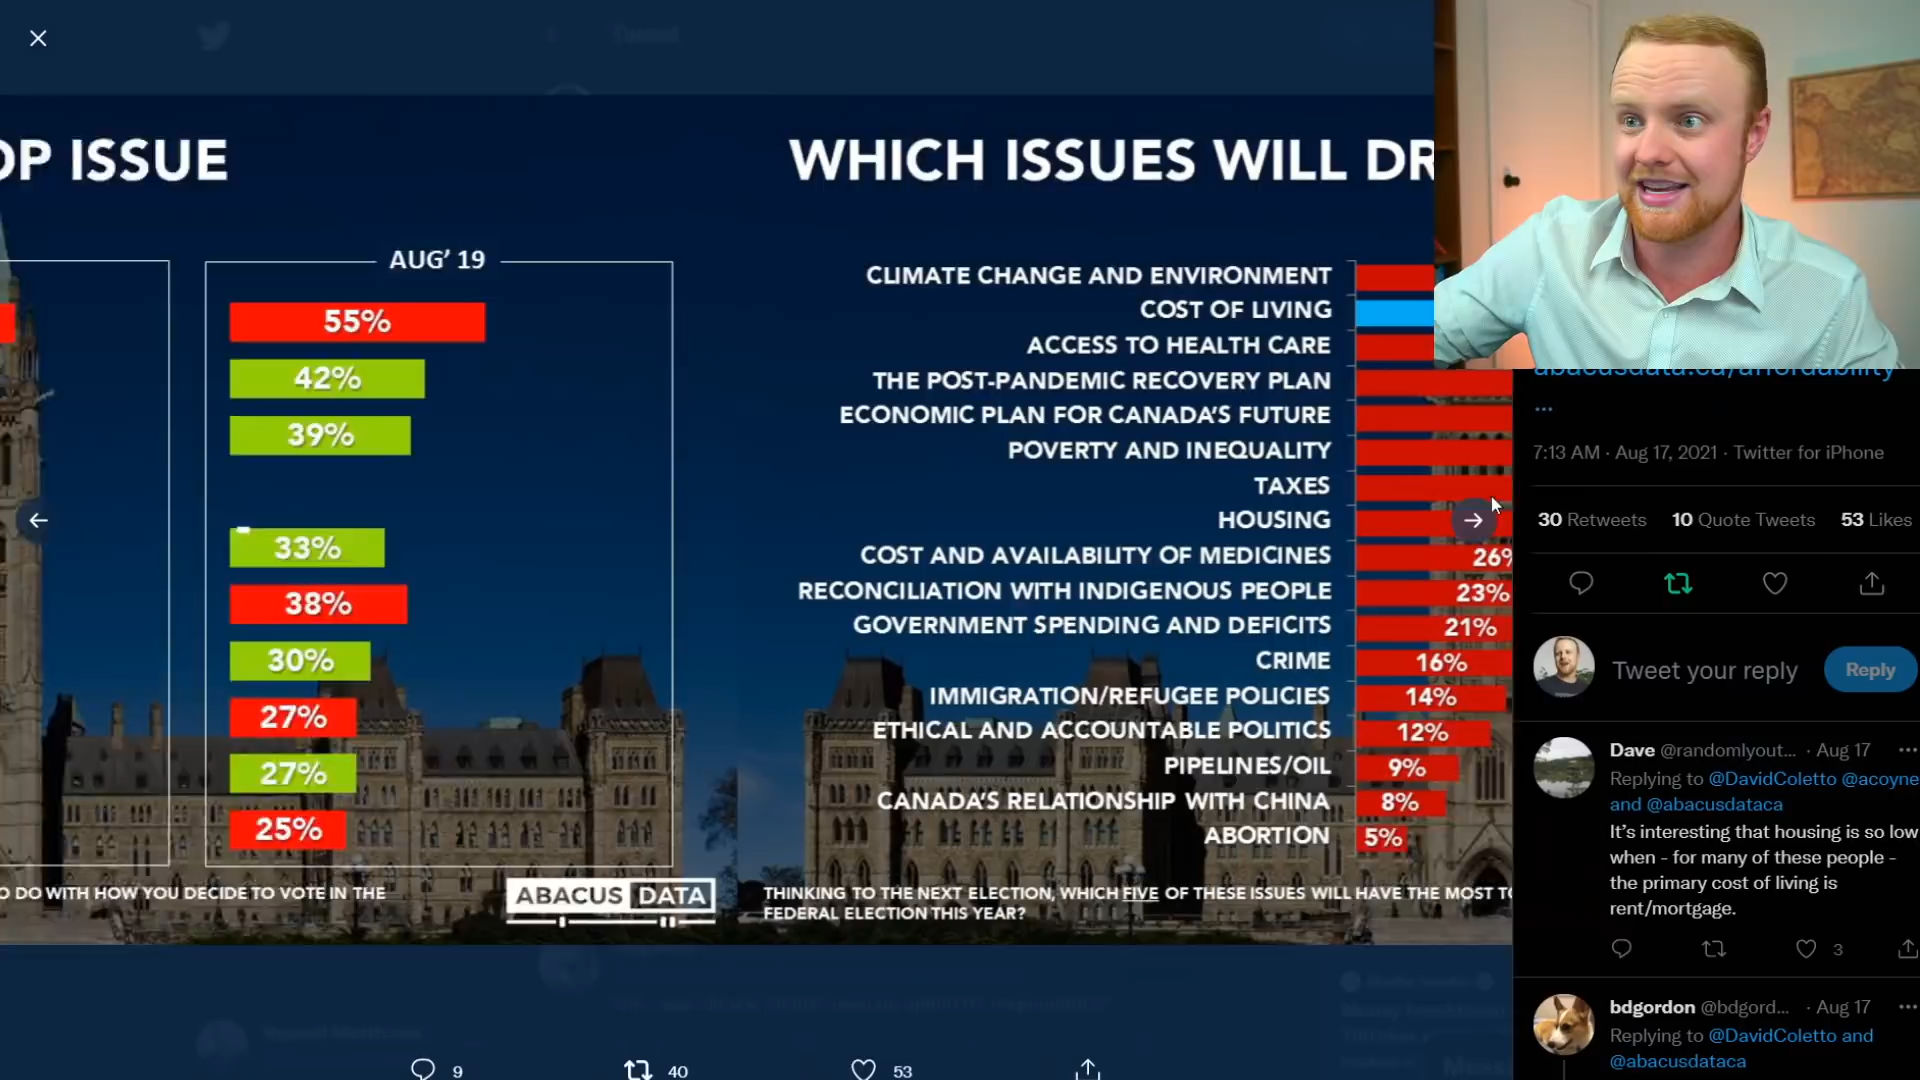 OP ISSUE
AUG' 19
55%
42%
39%
33%
38%
30%
27%
27%
25%
O DO WITH HOW YOU DECIDE TO VOTE IN THE
ABACUS DATA
WHICH ISSUES WILL DR
CLIMATE CHANGE AND ENVIRONMENT
COST OF LIVING
ACCESS TO HEALTH CARE
THE POST-PANDEMIC RECOVERY PLAN
ECONOMIC PLAN FOR CANADA'S FUTURE
POVERTY AND INEQUALITY
TAXES
HOUSING
COST AND AVAILABILITY OF MEDICINES 26%
RECONCILIATION WITH INDIGENOUS PEOPLE 23%
GOVERNMENT SPENDING AND DEFICITS 21%
CRIME 16%
IMMIGRATION/REFUGEE POLICIES 14%
ETHICAL AND ACCOUNTABLE POLITICS 12%
PIPELINES/OIL 9%
CANADA'S RELATIONSHIP WITH CHINA 8%
ABORTION 5%
THINKING TO THE NEXT ELECTION, WHICH FIVE OF THESE ISSUES WILL HAVE THE MOST T
FEDERAL ELECTION THIS YEAR?
9 40 53
abacusdata.ca/affordability
...
7:13 AM · Aug 17, 2021 · Twitter for iPhone
30 Retweets 10 Quote Tweets 53 Likes
Tweet your reply
Reply
Dave @randomlyout... · Aug 17
Replying to @DavidColetto @acoyne
and @abacusdataca
It's interesting that housing is so low
when - for many of these people -
the primary cost of living is
rent/mortgage.
3
bdgordon @bdgord... · Aug 17
Replying to @DavidColetto and
@abacusdataca